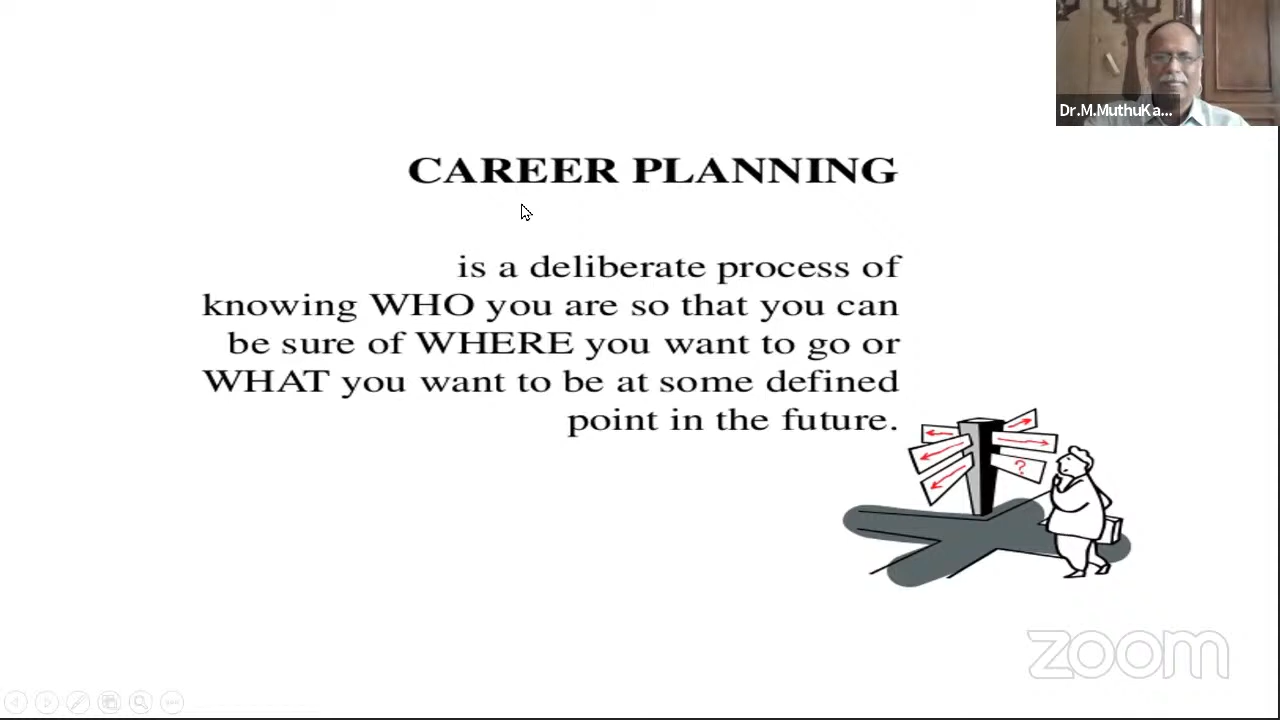 Dr.M.MuthuKa...
CAREER PLANNING
is a deliberate process of
knowing WHO you are so that you can
be sure of WHERE you want to go or
WHAT you want to be at some defined
point in the future.
?
zoom